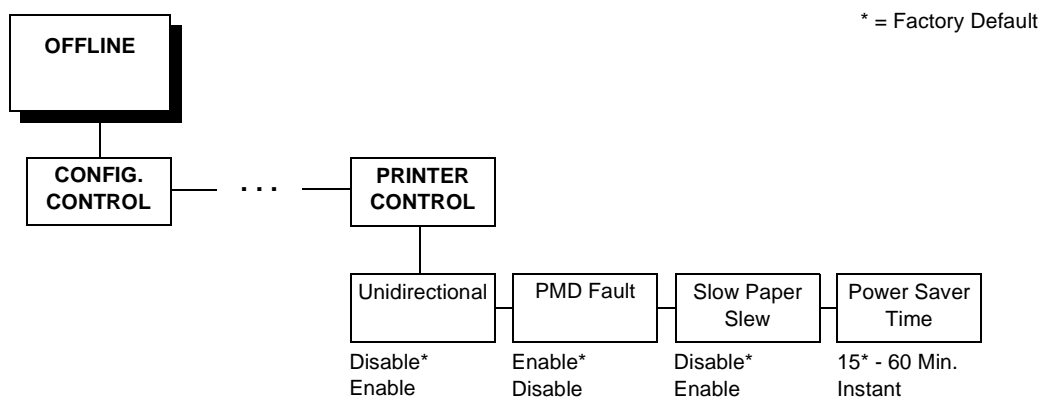 * = Factory Default
OFFLINE
CONFIG.
CONTROL
. . .
PRINTER
CONTROL
Unidirectional
PMD Fault
Slow Paper
Slew
Power Saver
Time
Disable*
Enable
Enable*
Disable
Disable*
Enable
15* - 60 Min.
Instant